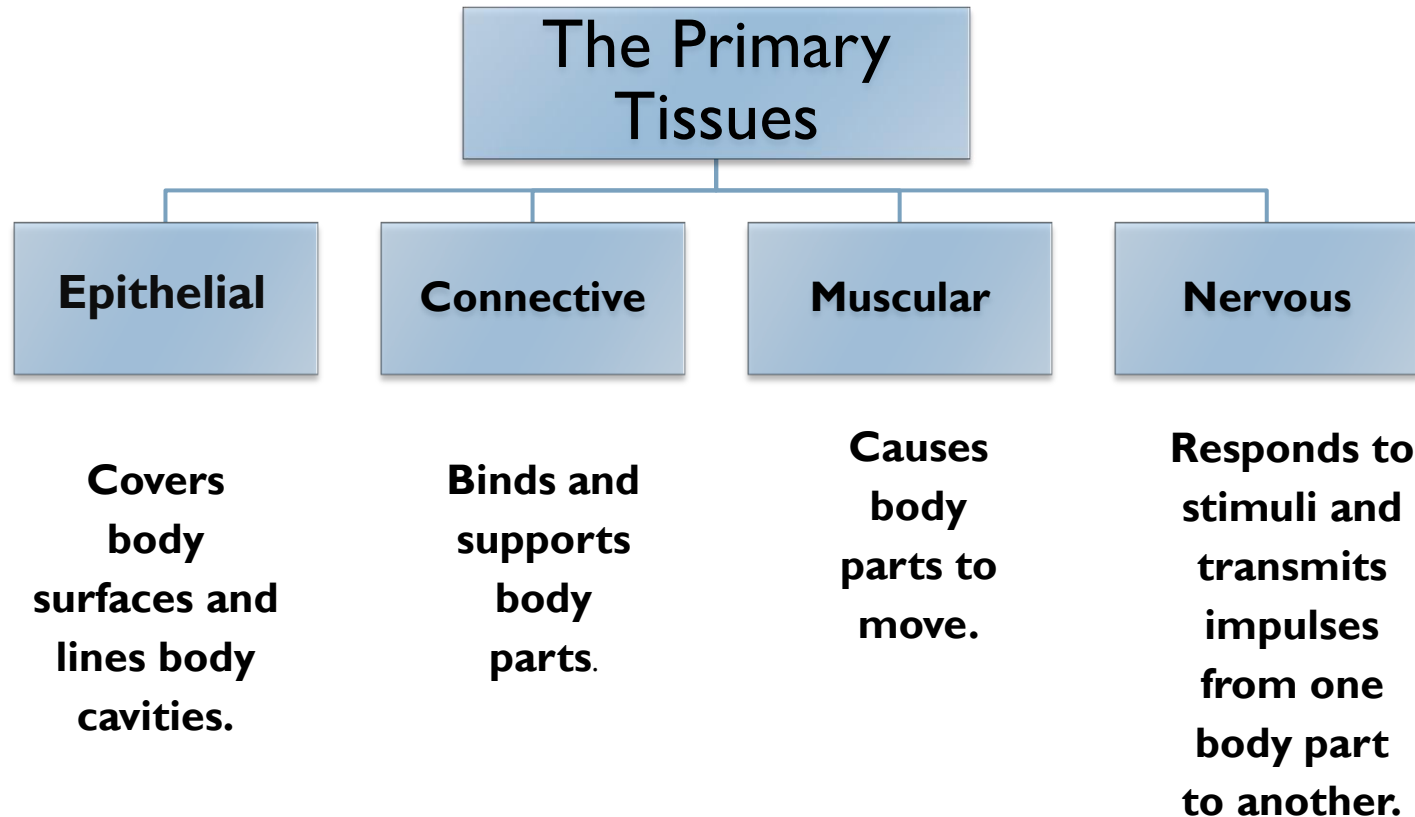 The Primary
Tissues
Epithelial
Connective
Muscular
Nervous
Covers
body
surfaces and
lines body
cavities.
Binds and
supports
body
parts.
Causes
body
parts to
move.
Responds to
stimuli and
transmits
impulses
from one
body part
to another.